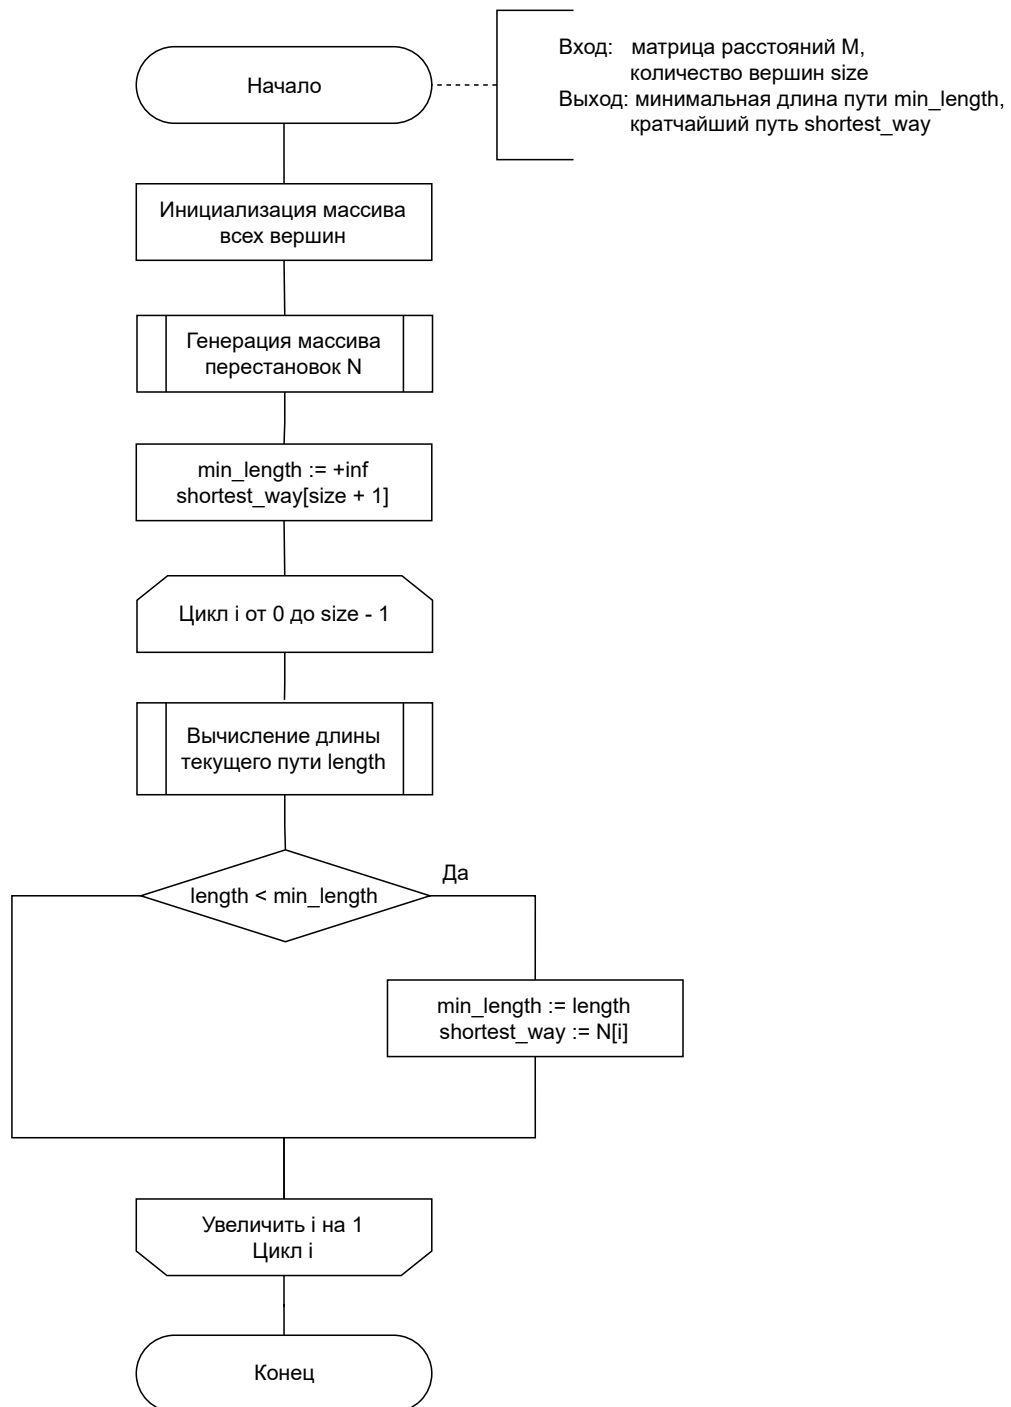 Начало
Вход: матрица расстояний M,
количество вершин size
Выход: минимальная длина пути min_length,
кратчайший путь shortest_way
Инициализация массива
всех вершин
Генерация массива
перестановок N
min_length := +inf
shortest_way[size + 1]
Цикл i от 0 до size - 1
Вычисление длины
текущего пути length
length < min_length
Да
min_length := length
shortest_way := N[i]
Увеличить i на 1
Цикл i
Конец